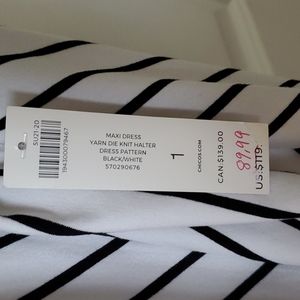 SU21-20
194300079467
MAXI DRESS
YARN DIE KNIT HALTER
DRESS PATTERN
BLACK/WHITE
570290676
1
CHICOS.COM
CAN.$139.00
89.99
US.$119.